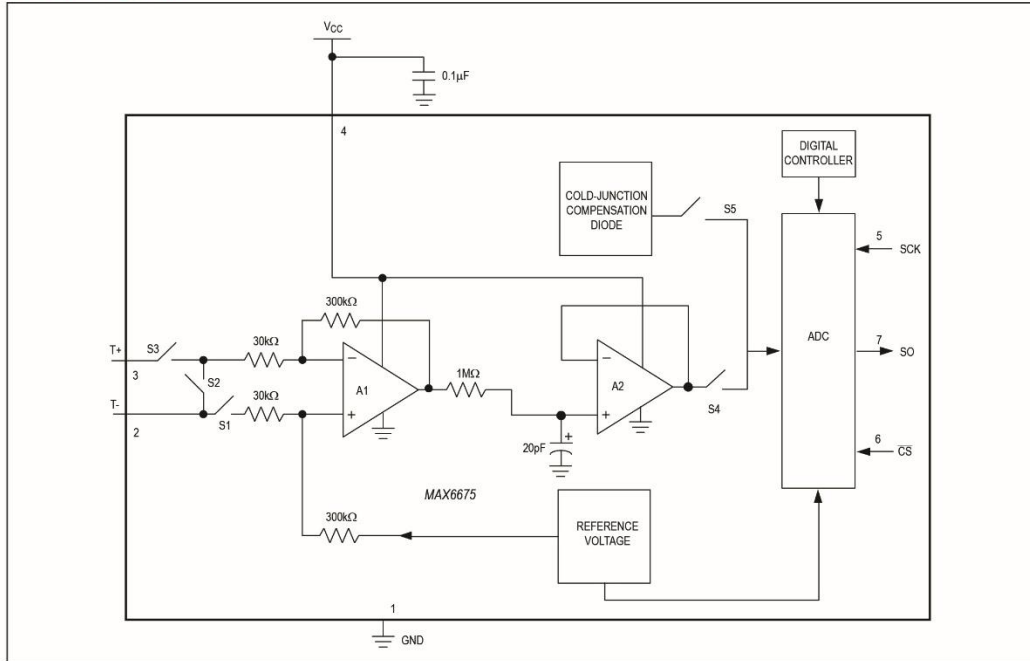 VCC
0.1µF
4
DIGITAL
CONTROLLER
COLD-JUNCTION
COMPENSATION
DIODE
S5
5
SCK
300kΩ
ADC
T+
S3
30kΩ
7
SO
3
S2
A1
1MΩ
A2
S4
T-
30kΩ
2
S1
20pF
6
CS
MAX6675
300kΩ
REFERENCE
VOLTAGE
1
GND